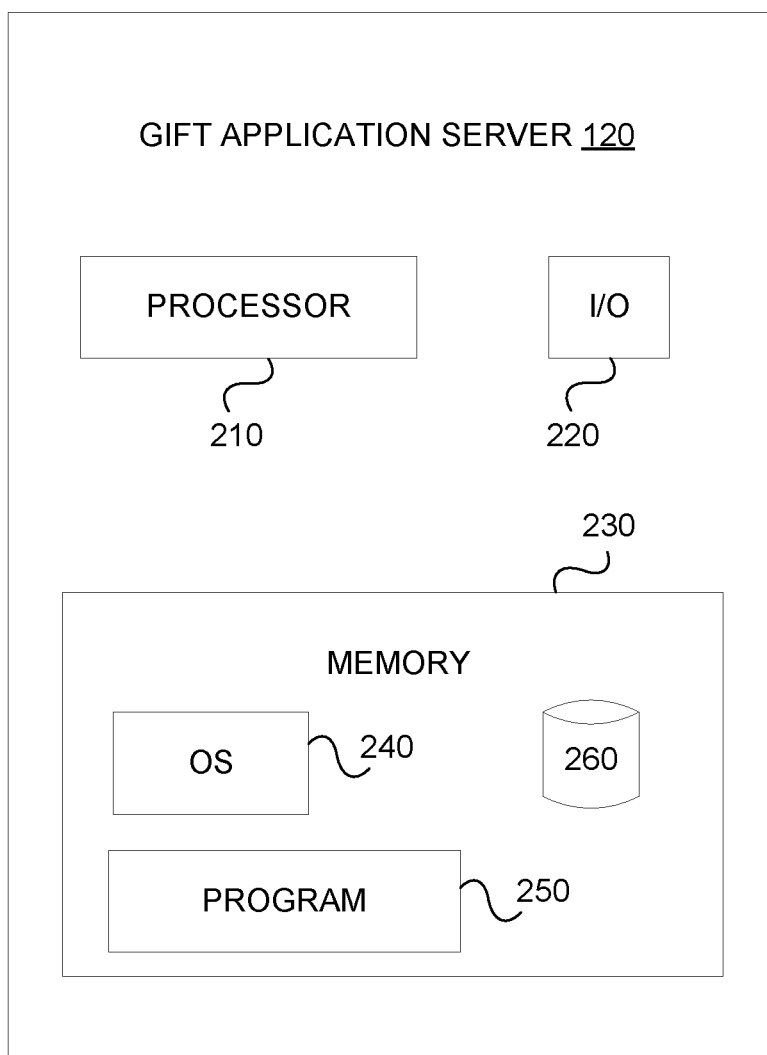 GIFT APPLICATION SERVER 120
PROCESSOR
I/O
210
220
230
MEMORY
OS
240
260
PROGRAM
250